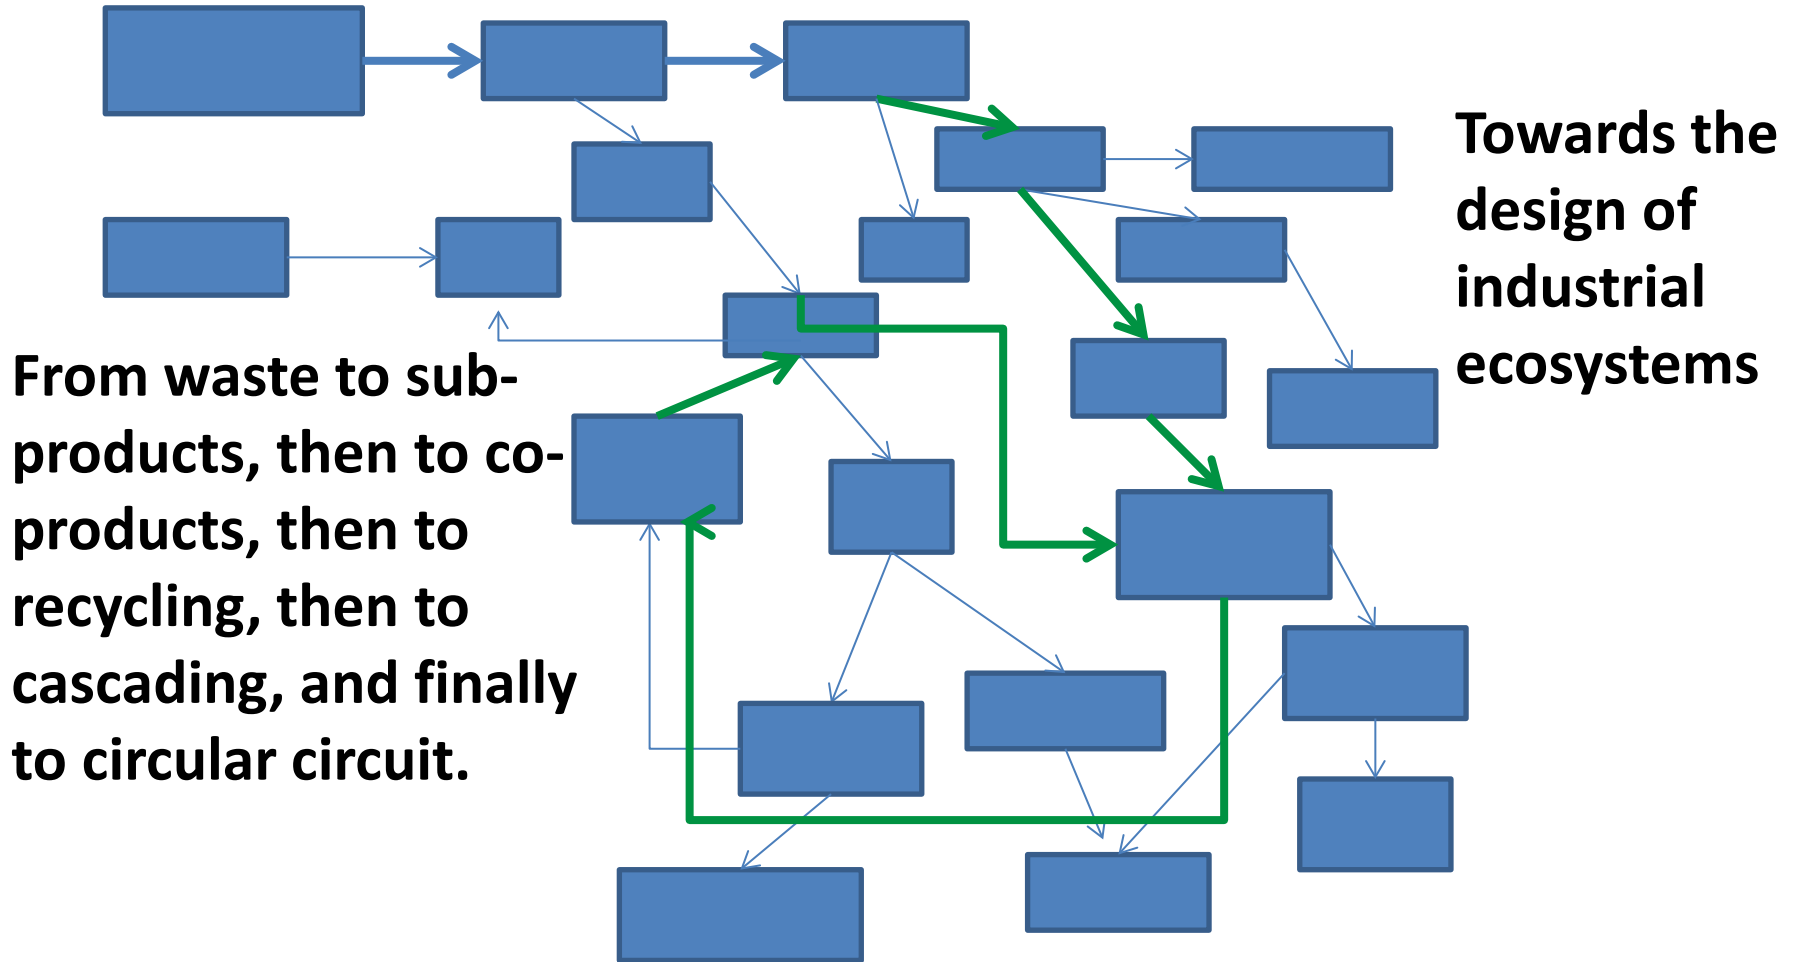 Towards the
design of
industrial
ecosystems
From waste to sub-
products, then to co-
products, then to
recycling, then to
cascading, and finally
to circular circuit.